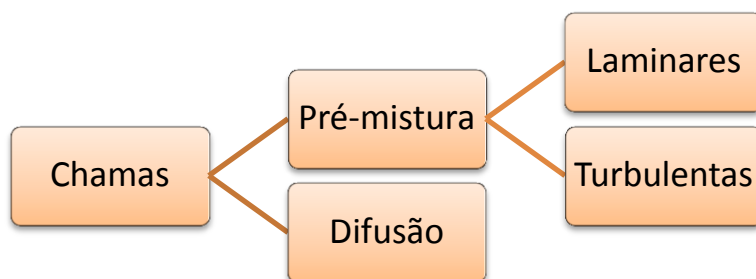 Chamas
Pré-mistura
Laminares
Turbulentas
Difusão